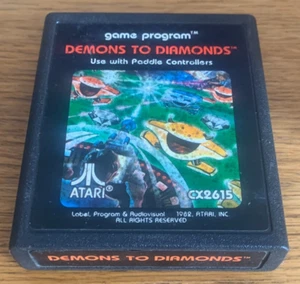 game program™
DEMONS TO DIAMONDS™
Use with Paddle Controllers
ATARI
CX2615
Label, Program & Audiovisual 1982, ATARI, INC.
ALL RIGHTS RESERVED
DEMONS TO DIAMONDS™